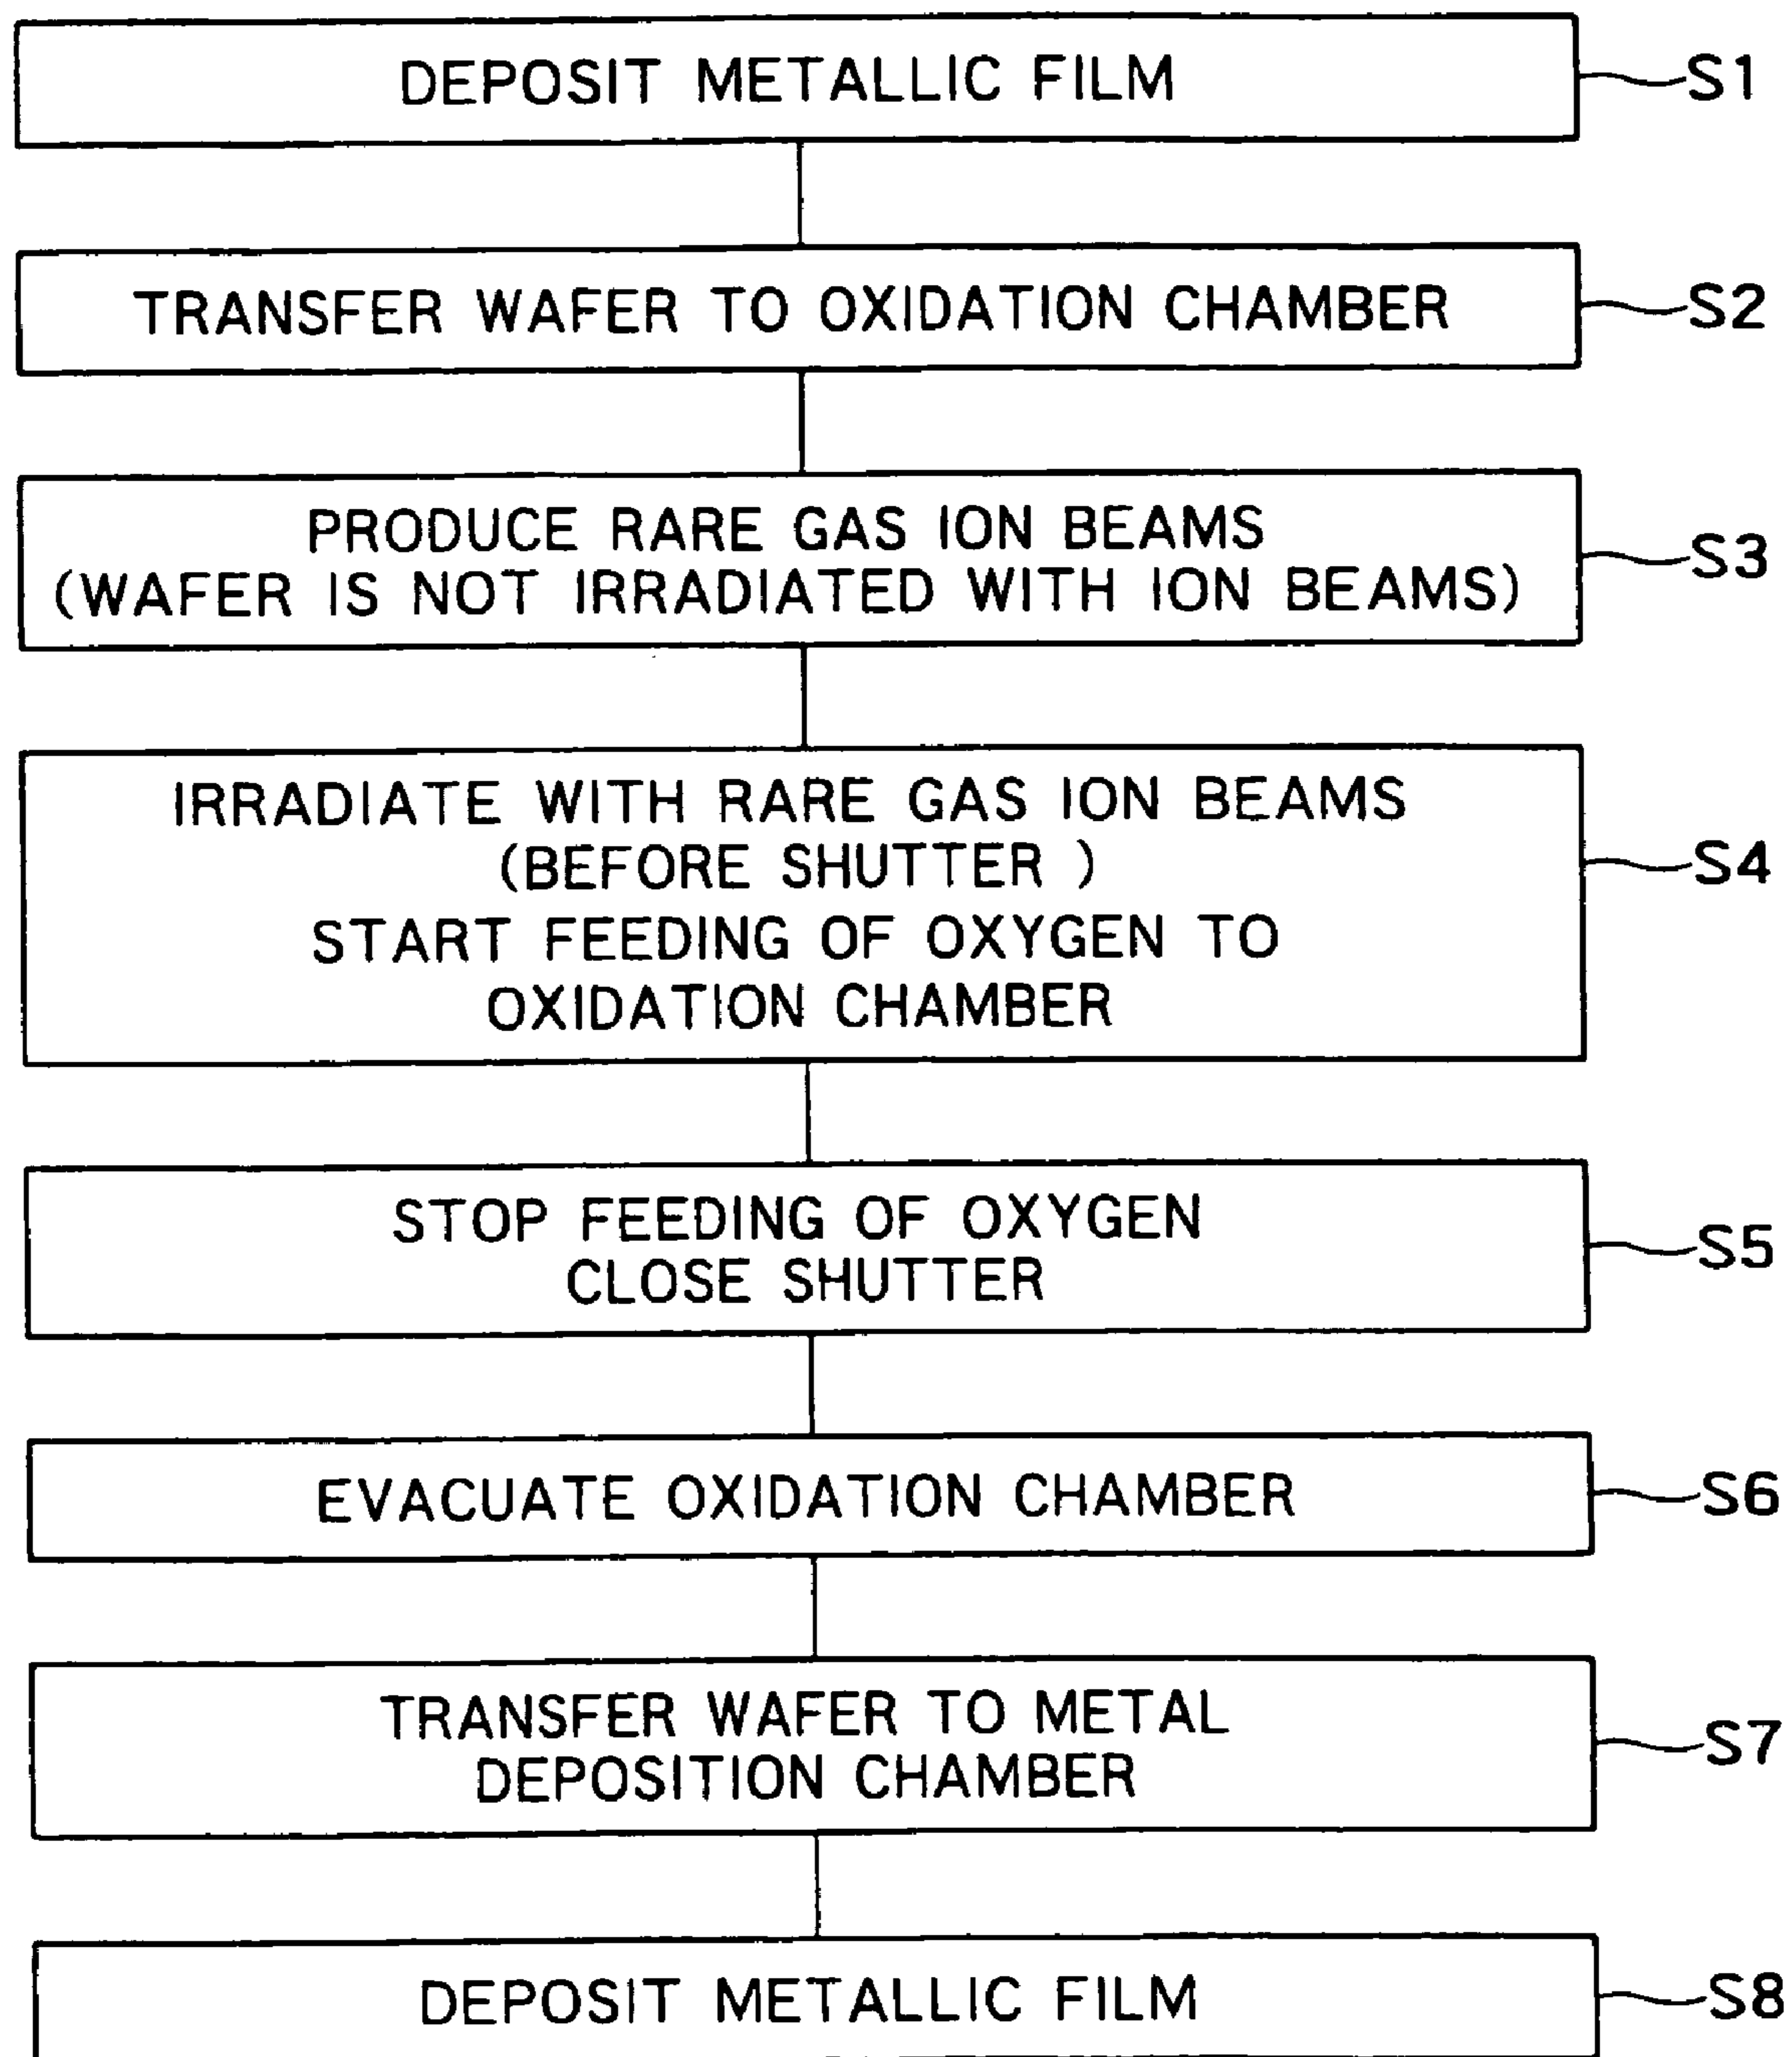 DEPOSIT METALLIC FILM
S1
TRANSFER WAFER TO OXIDATION CHAMBER
S2
PRODUCE RARE GAS ION BEAMS
(WAFER IS NOT IRRADIATED WITH ION BEAMS)
S3
IRRADIATE WITH RARE GAS ION BEAMS
(BEFORE SHUTTER )
START FEEDING OF OXYGEN TO
OXIDATION CHAMBER
S4
STOP FEEDING OF OXYGEN
CLOSE SHUTTER
S5
EVACUATE OXIDATION CHAMBER
S6
TRANSFER WAFER TO METAL
DEPOSITION CHAMBER
S7
DEPOSIT METALLIC FILM
S8